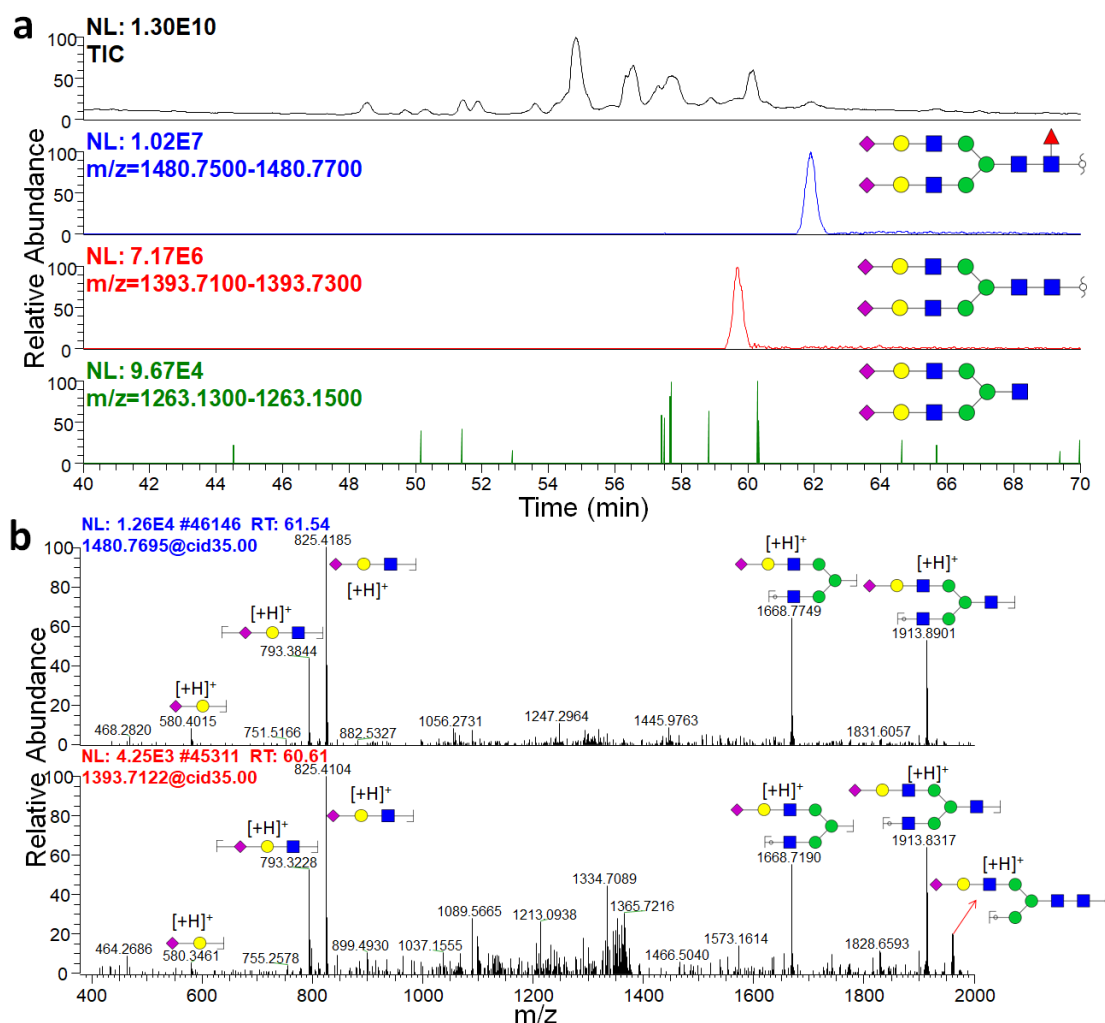 a
NL: 1.30E10
TIC
100
50
0
NL: 1.02E7
m/z=1480.7500-1480.7700
100
50
0
NL: 7.17E6
m/z=1393.7100-1393.7300
100
50
0
NL: 9.67E4
m/z=1263.1300-1263.1500
100
50
0
Relative Abundance
40 42 44 46 48 50 52 54 56 58 60 62 64 66 68 70
Time (min)
b
NL: 1.26E4 #46146 RT: 61.54
1480.7695@cid35.00
825.4185
[+H]+
[+H]+
[+H]+
[+H]+
[+H]+
1668.7749
1913.8901
793.3844
580.4015
468.2820
751.5166
882.5327
1056.2731
1247.2964
1445.9763
1831.6057
100
80
60
40
20
0
Relative Abundance
NL: 4.25E3 #45311 RT: 60.61
1393.7122@cid35.00
825.4104
[+H]+
[+H]+
[+H]+
[+H]+
[+H]+
[+H]+
793.3228
1668.7190
1913.8317
1334.7089
1365.7216
1089.5665
1213.0938
464.2686
580.3461
755.2578
899.4930
1037.1555
1466.5040
1573.1614
1828.6593
100
80
60
40
20
0
Relative Abundance
400 600 800 1000 1200 1400 1600 1800 2000
m/z